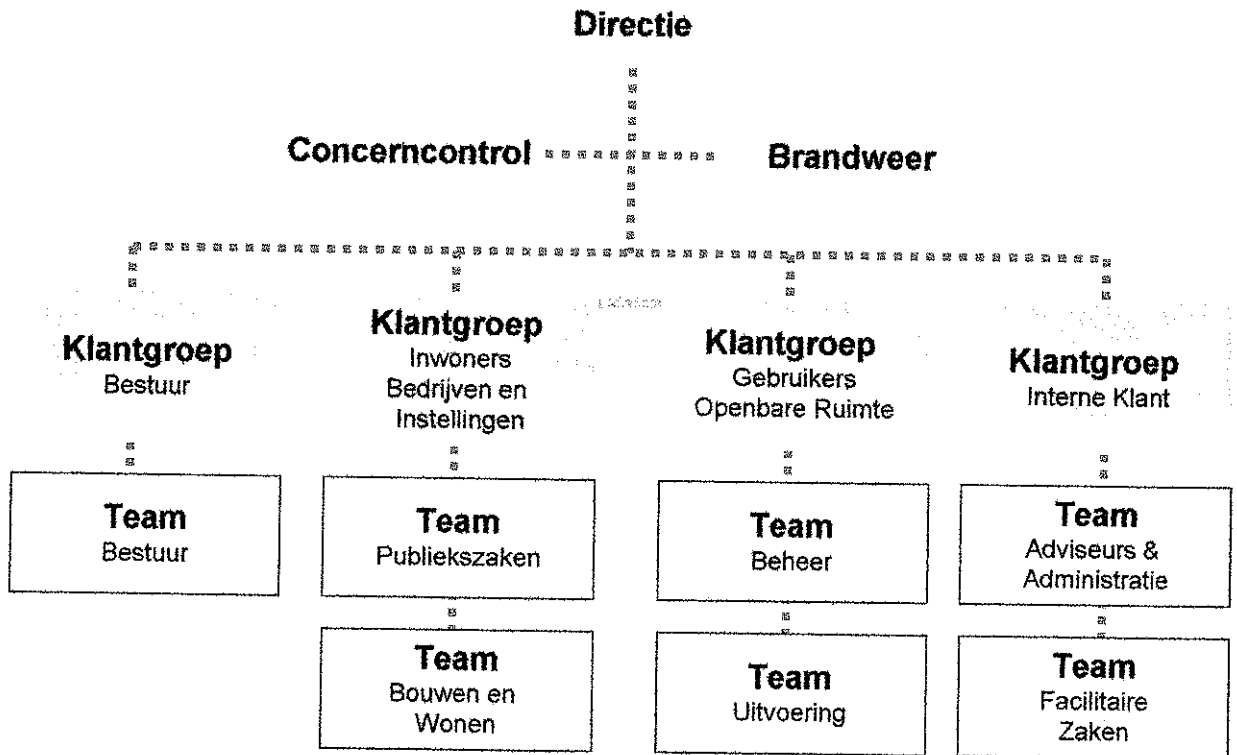 Directie
Concerncontrol
Brandweer
Klantgroep
Bestuur
Klantgroep
Inwoners
Bedrijven en
Instellingen
Klantgroep
Gebruikers
Openbare Ruimte
Klantgroep
Interne Klant
Team
Bestuur
Team
Publiekszaken
Team
Beheer
Team
Adviseurs &
Administratie
Team
Bouwen en
Wonen
Team
Uitvoering
Team
Facilitaire
Zaken